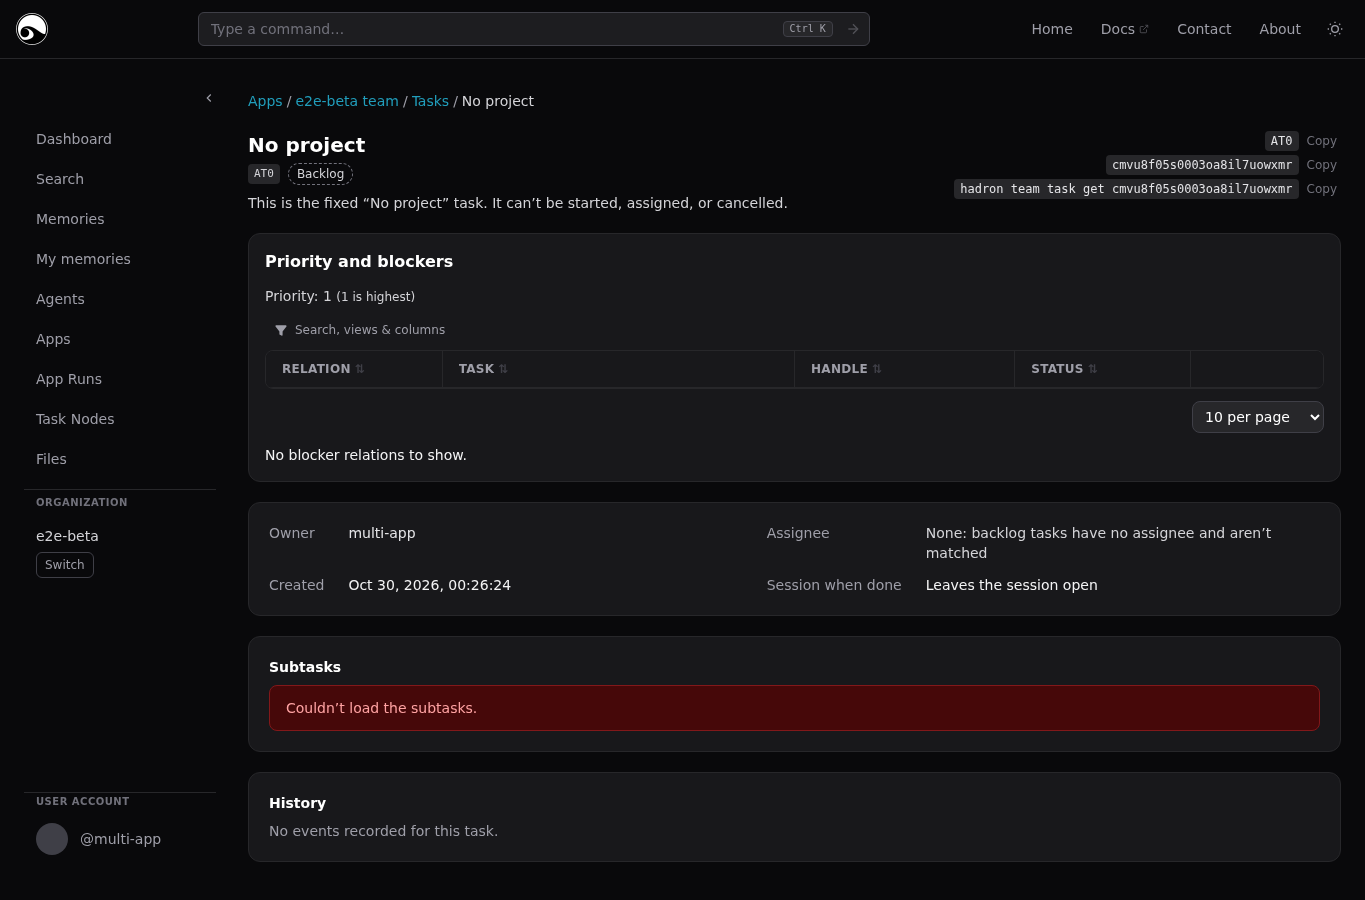 Type a command...
Ctrl K
Home
Docs
Contact
About
Apps / e2e-beta team / Tasks / No project
Dashboard
Search
Memories
My memories
Agents
Apps
App Runs
Task Nodes
Files
ORGANIZATION
e2e-beta
Switch
USER ACCOUNT
@multi-app
No project
AT0 Backlog
This is the fixed “No project” task. It can’t be started, assigned, or cancelled.
AT0 Copy
cmvu8f05s0003oa8il7uowxmr Copy
hadron team task get cmvu8f05s0003oa8il7uowxmr Copy
Priority and blockers
Priority: 1 (1 is highest)
Search, views & columns
RELATION TASK HANDLE STATUS
10 per page
No blocker relations to show.
Owner multi-app
Assignee None: backlog tasks have no assignee and aren’t
matched
Created Oct 30, 2026, 00:26:24
Session when done Leaves the session open
Subtasks
Couldn’t load the subtasks.
History
No events recorded for this task.